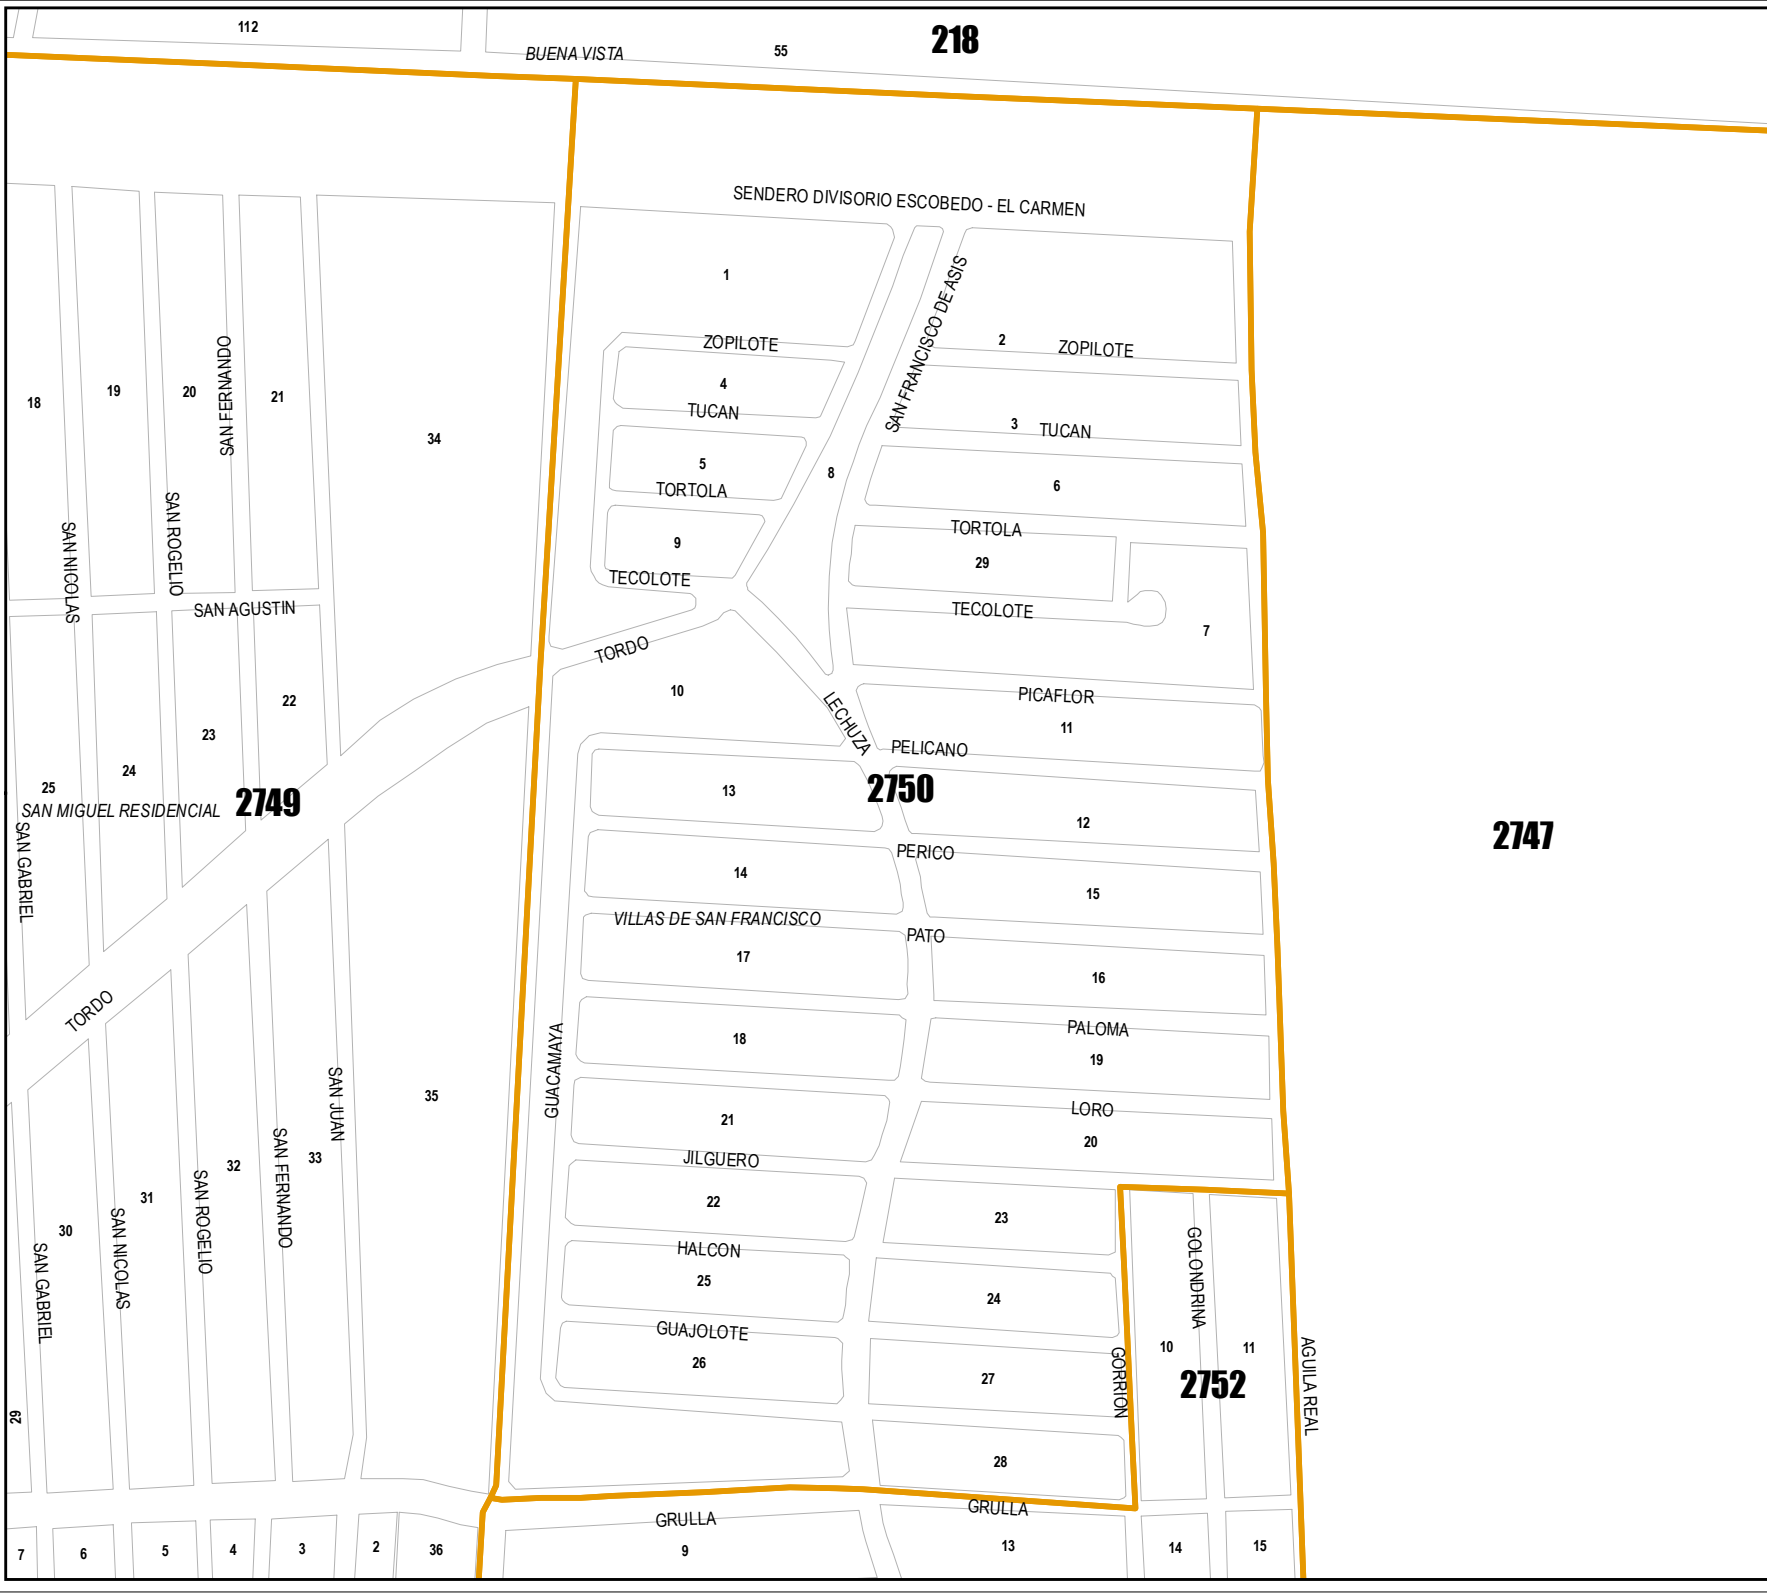 112
BUENA VISTA
55
218
SENDERO DIVISORIO ESCOBEDO - EL CARMEN
1
SAN FRANCISCO DE ASIS
ZOPILOTE
2
ZOPILOTE
4
TUCAN
3
TUCAN
18
19
20
SAN FERNANDO
21
34
5
8
6
TORTOLA
SAN NICOLAS
SAN ROGELIO
9
TORTOLA
29
TECOLOTE
SAN AGUSTIN
TECOLOTE
7
TORDO
10
22
LECHUZA
PICAFLOR
11
23
PELICANO
24
25
SAN MIGUEL RESIDENCIAL
2749
13
2750
12
2747
SAN GABRIEL
PERICO
14
15
VILLAS DE SAN FRANCISCO
PATO
17
16
TORDO
GUACAMAYA
18
PALOMA
19
SAN JUAN
35
21
LORO
20
JILGUERO
33
32
SAN FERNANDO
31
SAN ROGELIO
22
23
30
SAN NICOLAS
SAN GABRIEL
HALCON
GOLONDRINA
25
24
GUAJOLOTE
26
27
GORRION
10
11
2752
AGUILA REAL
29
28
GRULLA
GRULLA
7
6
5
4
3
2
36
9
13
14
15